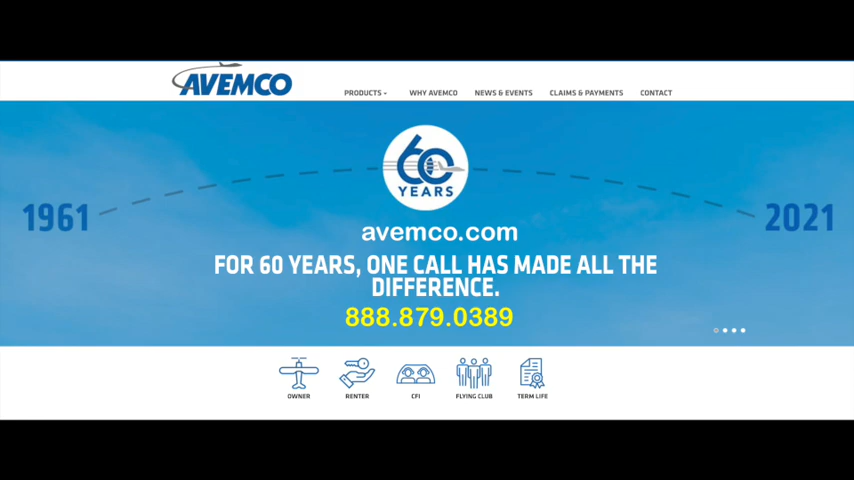 AVEMCO
PRODUCTS
WHY AVEMCO
NEWS & EVENTS
CLAIMS & PAYMENTS
CONTACT
60
YEARS
1961
2021
avemco.com
FOR 60 YEARS, ONE CALL HAS MADE ALL THE
DIFFERENCE.
888.879.0389
OWNER
RENTER
CFI
FLYING CLUB
TERM LIFE